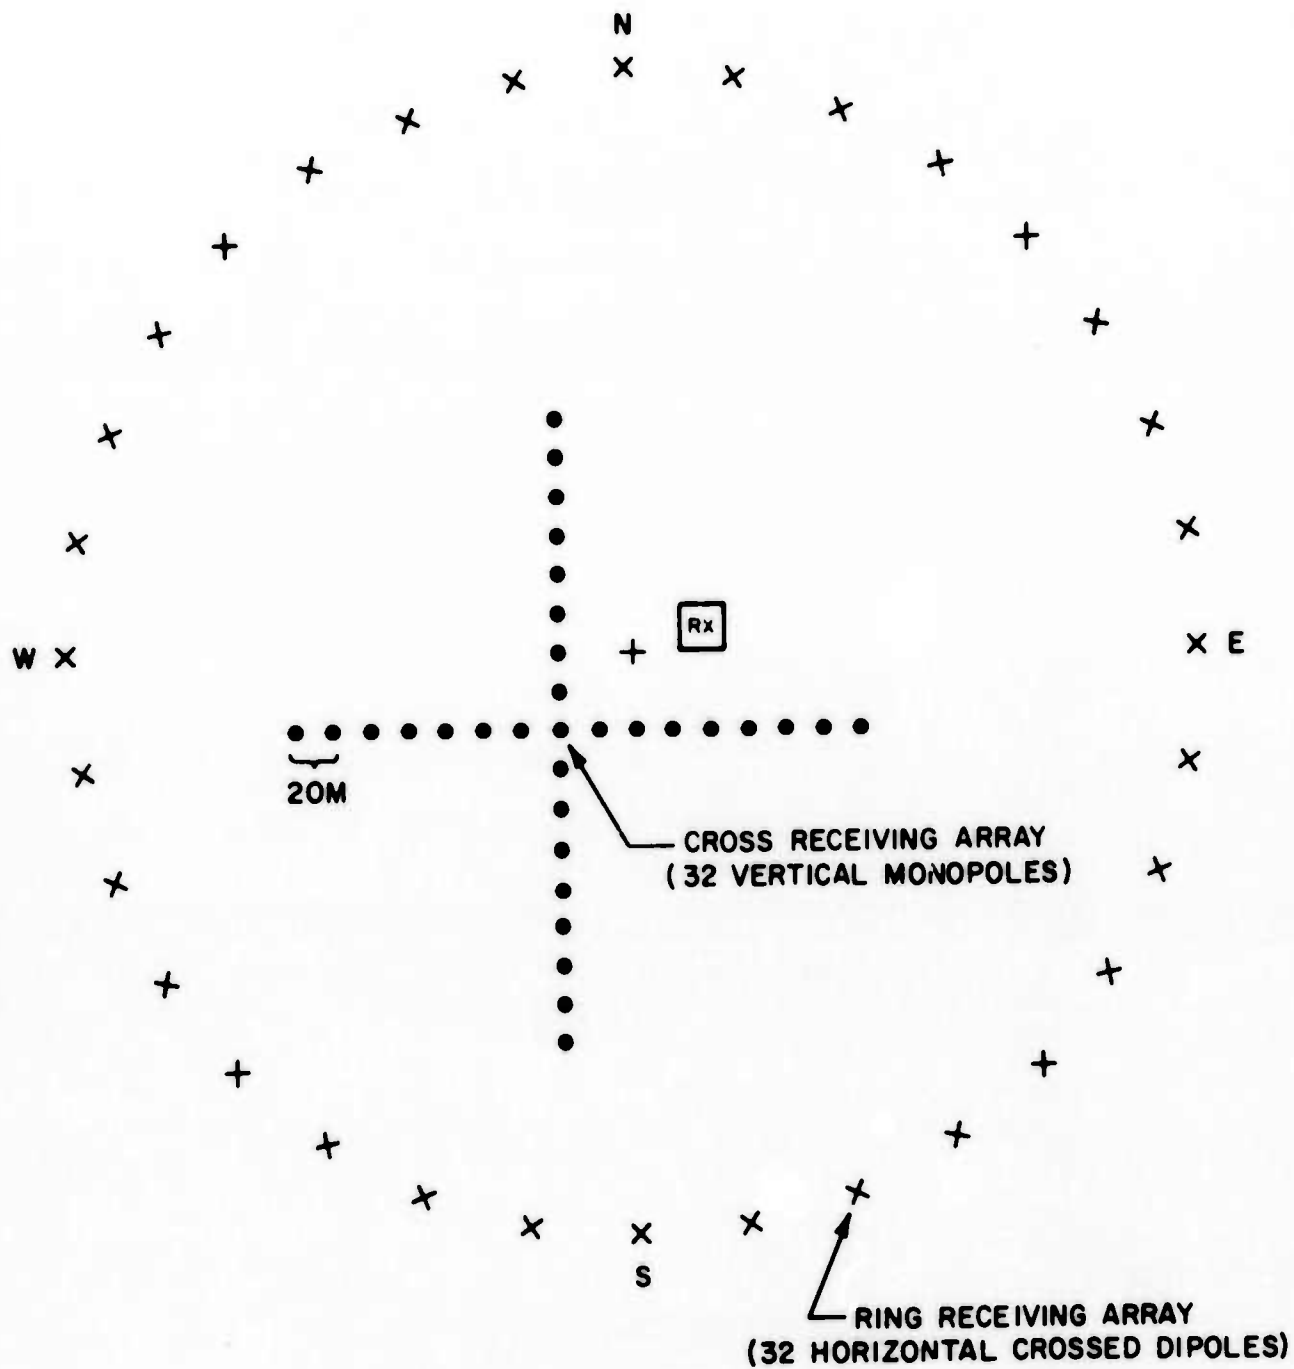 N
Rx
W
E
20M
CROSS RECEIVING ARRAY
(32 VERTICAL MONOPOLES)
S
RING RECEIVING ARRAY
(32 HORIZONTAL CROSSED DIPOLES)